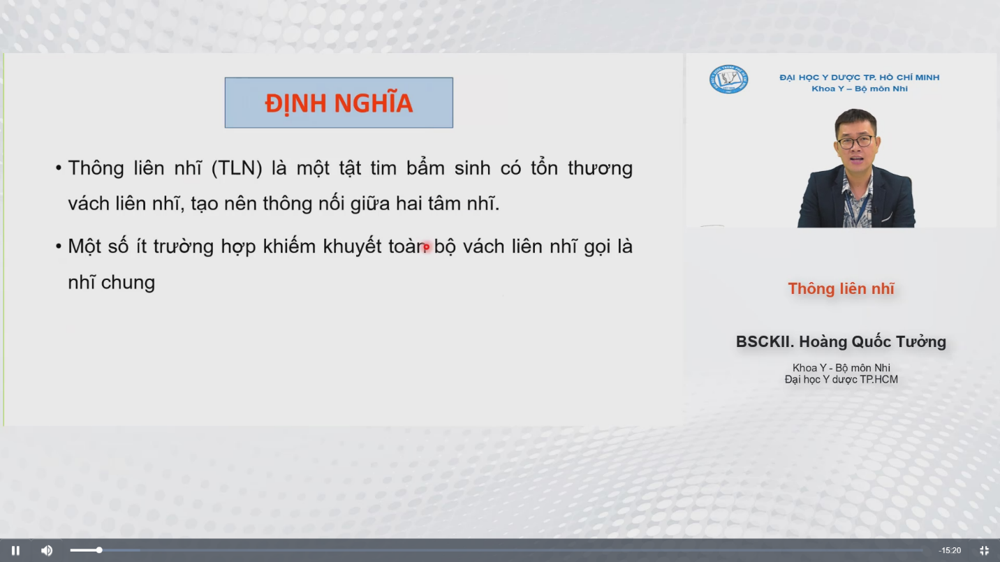 ĐỊNH NGHĨA
• Thông liên nhĩ (TLN) là một tật tim bẩm sinh có tổn thương
vách liên nhĩ, tạo nên thông nối giữa hai tâm nhĩ.
• Một số ít trường hợp khiếm khuyết toàn bộ vách liên nhĩ gọi là
nhĩ chung
ĐẠI HỌC Y DƯỢC TP. HỒ CHÍ MINH
Khoa Y – Bộ môn Nhi
Thông liên nhĩ
BSCKII. Hoàng Quốc Tưởng
Khoa Y - Bộ môn Nhi
Đại học Y dược TP.HCM
-15:20